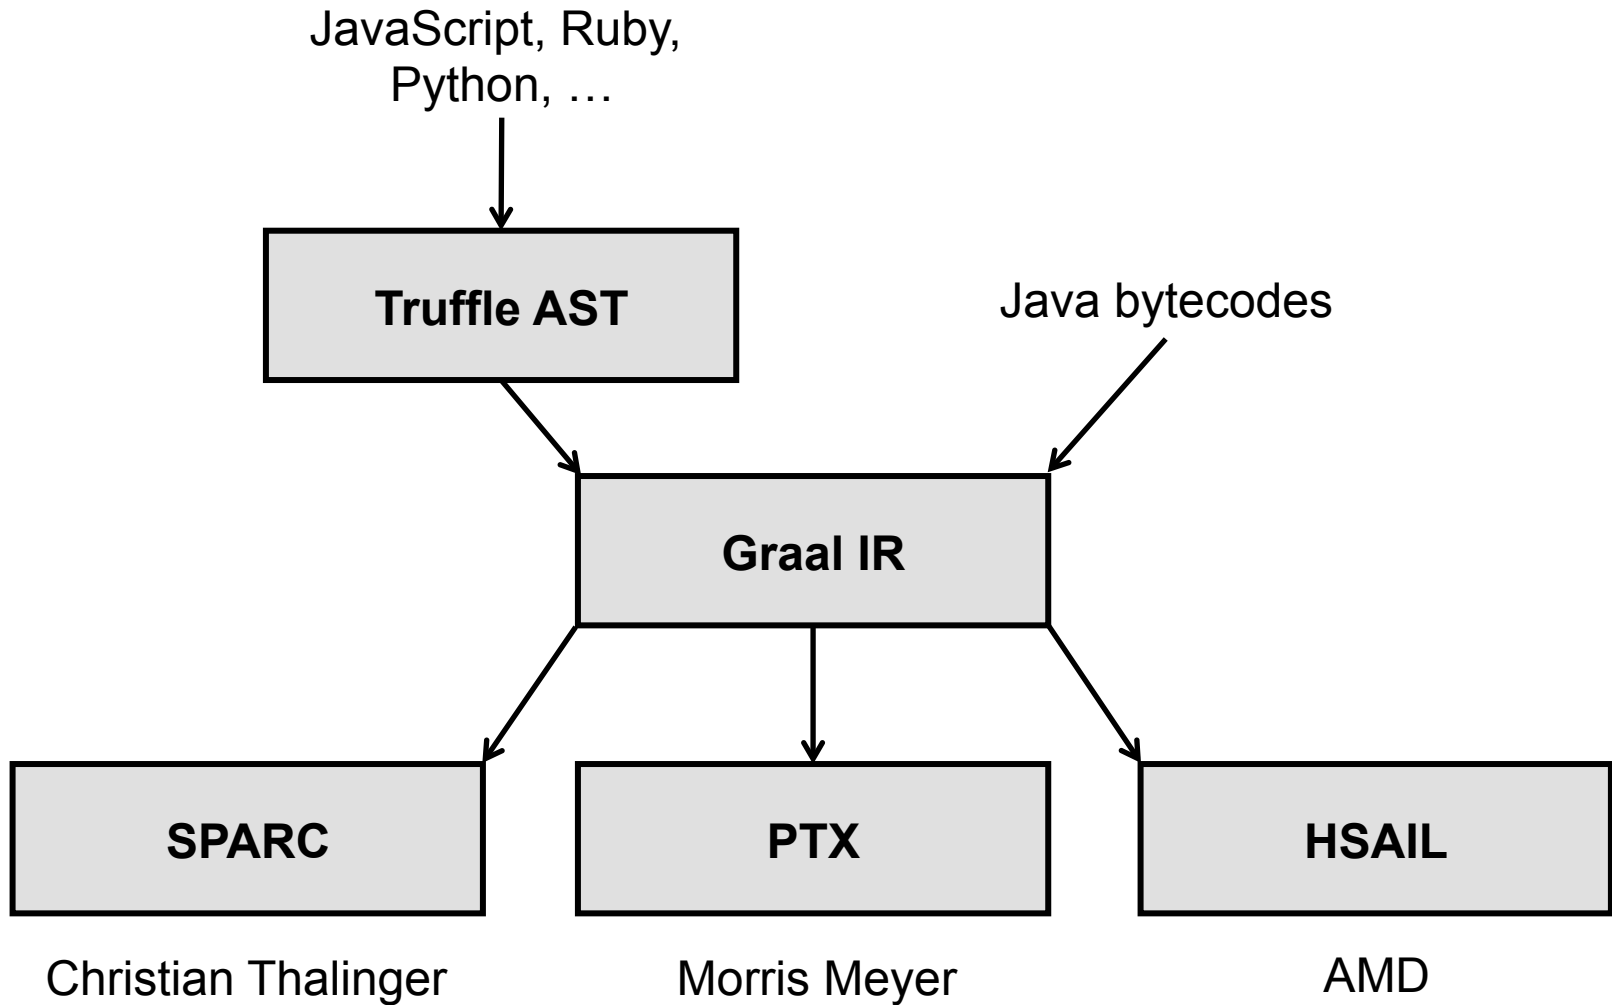 JavaScript, Ruby,
Python, …
Truffle AST
Java bytecodes
Graal IR
SPARC
PTX
HSAIL
Christian Thalinger
Morris Meyer
AMD